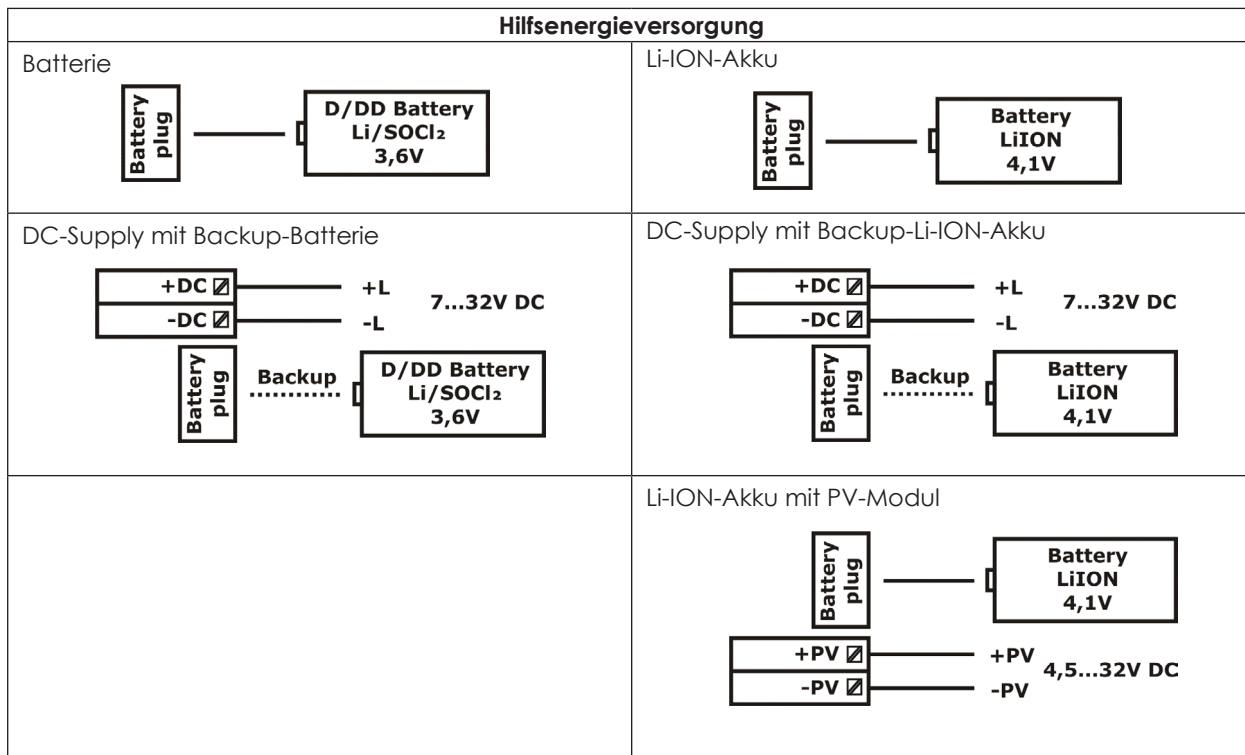 Hilfsenergieversorgung
Batterie
Battery
plug
D/DD Battery
Li/SOCl₂
3,6V
Li-ION-Akku
Battery
plug
Battery
LiION
4,1V
DC-Supply mit Backup-Batterie
+DC
+L
7...32V DC
-DC
-L
Battery
plug
Backup
D/DD Battery
Li/SOCl₂
3,6V
DC-Supply mit Backup-Li-ION-Akku
+DC
+L
7...32V DC
-DC
-L
Battery
plug
Backup
Battery
LiION
4,1V
Li-ION-Akku mit PV-Modul
Battery
plug
Battery
LiION
4,1V
+PV
+PV
4,5...32V DC
-PV
-PV